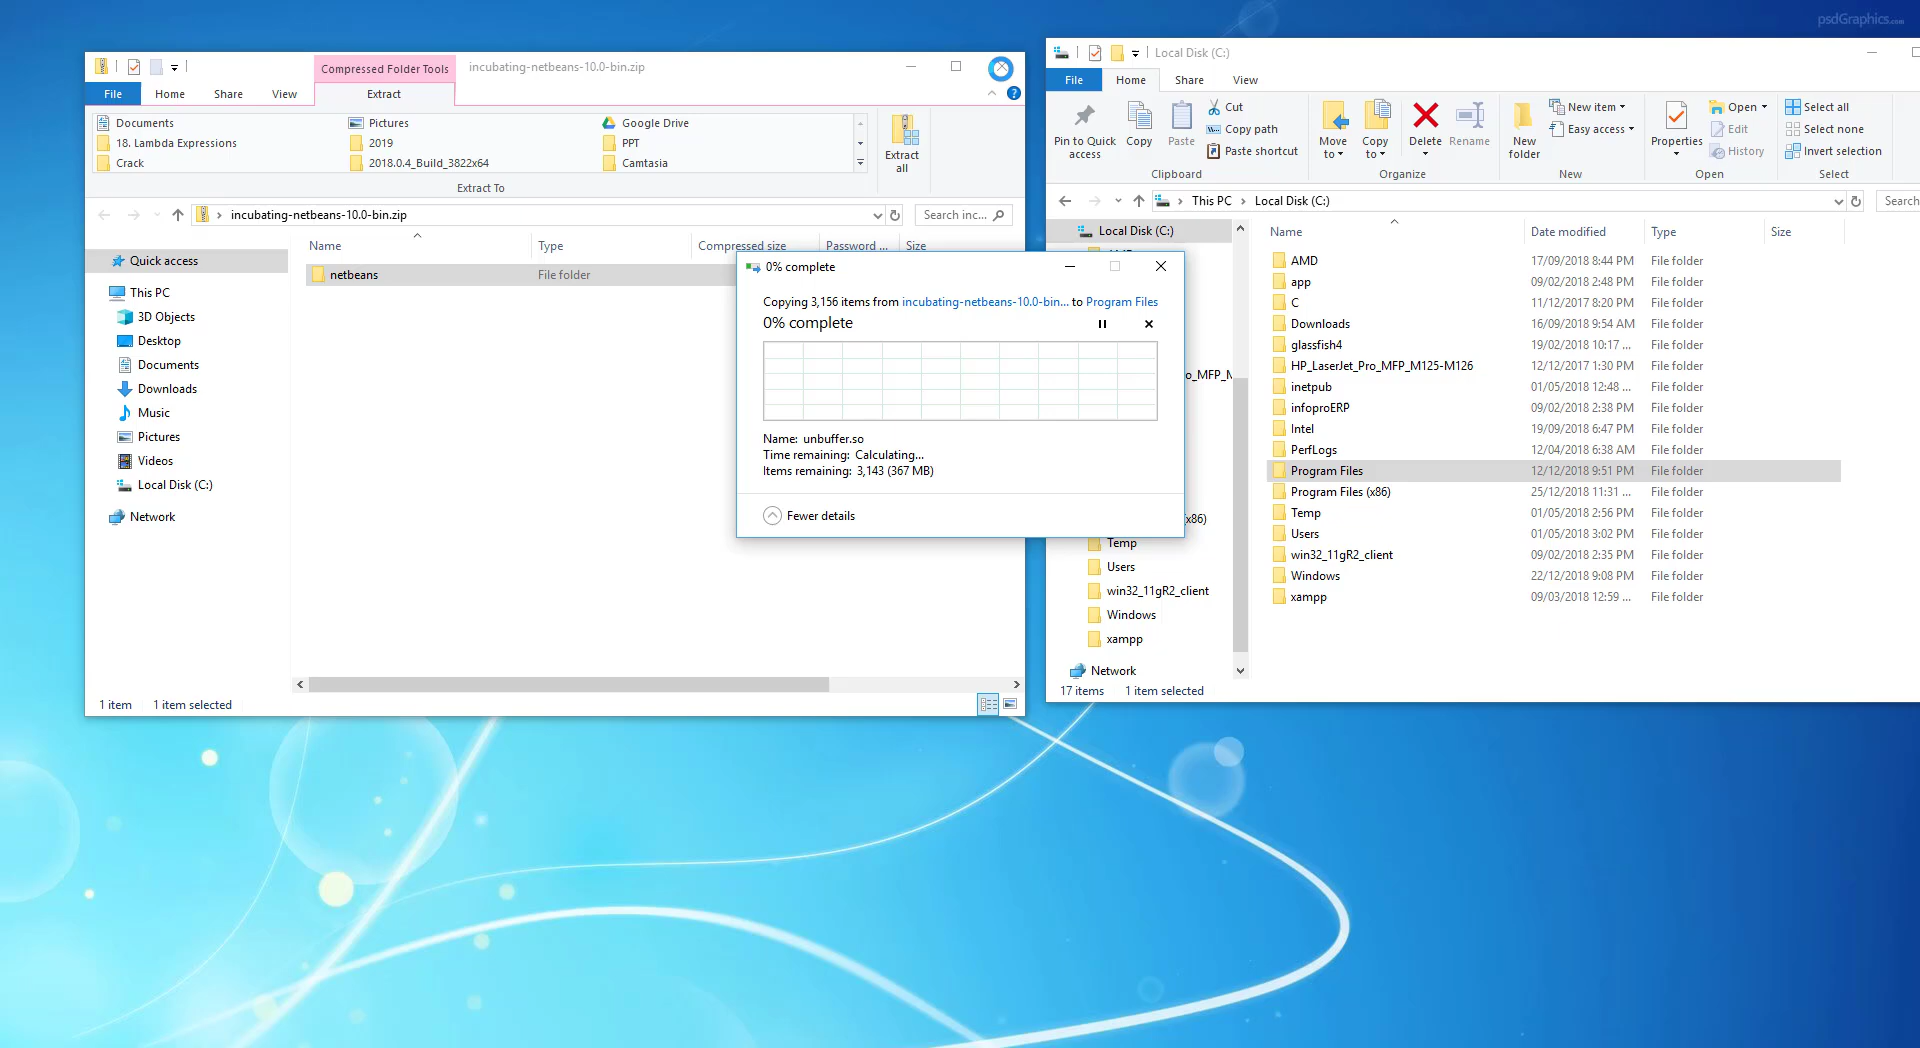 psdGraphics.com
Compressed Folder Tools
incubating-netbeans-10.0-bin.zip
File
Home
Share
View
Extract
Documents
Pictures
Google Drive
18. Lambda Expressions
2019
PPT
Crack
2018.0.4_Build_3822x64
Camtasia
Extract all
Extract To
incubating-netbeans-10.0-bin.zip
Search inc...
Name
Type
Compressed size
Password ...
Size
Quick access
netbeans
File folder
This PC
3D Objects
Desktop
Documents
Downloads
Music
Pictures
Videos
Local Disk (C:)
Network
1 item
1 item selected
0% complete
Copying 3,156 items from incubating-netbeans-10.0-bin... to Program Files
0% complete
Name: unbuffer.so
Time remaining: Calculating...
Items remaining: 3,143 (367 MB)
Fewer details
Local Disk (C:)
File
Home
Share
View
Pin to Quick access
Copy
Paste
Cut
Copy path
Paste shortcut
Clipboard
Move to
Copy to
Delete
Rename
Organize
New folder
New item
Easy access
New
Properties
Open
Edit
History
Open
Select all
Select none
Invert selection
Select
This PC
Local Disk (C:)
Search
Local Disk (C:)
o_MFP_M
(x86)
Temp
Users
win32_11gR2_client
Windows
xampp
Network
Name
Date modified
Type
Size
AMD 17/09/2018 8:44 PM File folder
app 09/02/2018 2:48 PM File folder
C 11/12/2017 8:20 PM File folder
Downloads 16/09/2018 9:54 AM File folder
glassfish4 19/02/2018 10:17 ... File folder
HP_LaserJet_Pro_MFP_M125-M126 12/12/2017 1:30 PM File folder
inetpub 01/05/2018 12:48 ... File folder
infoproERP 09/02/2018 2:38 PM File folder
Intel 19/09/2018 6:47 PM File folder
PerfLogs 12/04/2018 6:38 AM File folder
Program Files 12/12/2018 9:51 PM File folder
Program Files (x86) 25/12/2018 11:31 ... File folder
Temp 01/05/2018 2:56 PM File folder
Users 01/05/2018 3:02 PM File folder
win32_11gR2_client 09/02/2018 2:35 PM File folder
Windows 22/12/2018 9:08 PM File folder
xampp 09/03/2018 12:59 ... File folder
17 items
1 item selected